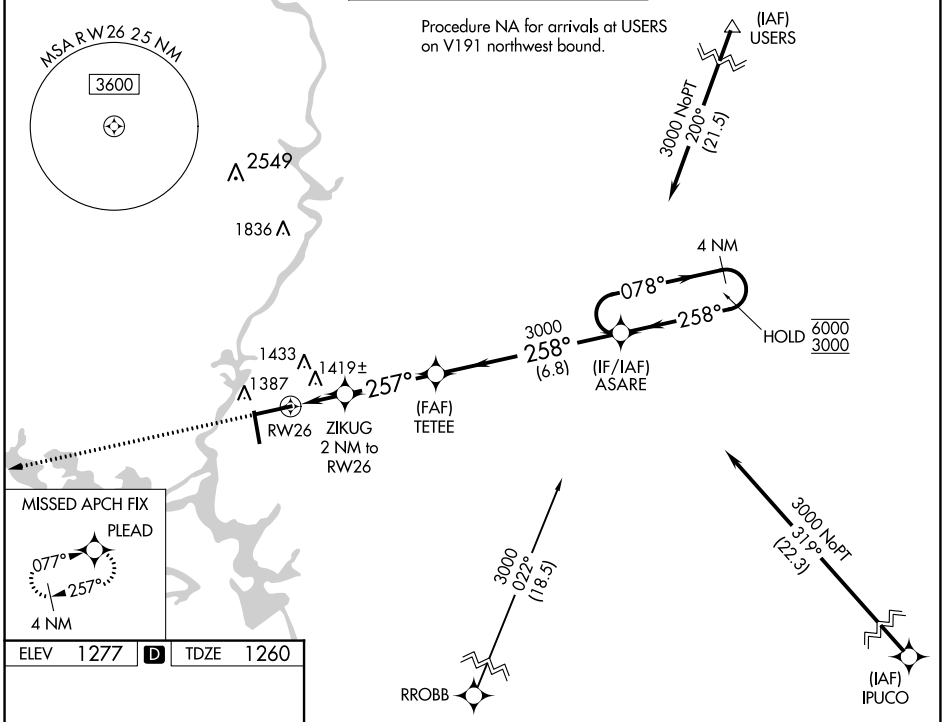 Procedure NA for arrivals at USERS
on V191 northwest bound.
(IAF)
USERS
MSA RW26 25 NM
3600
3000 NoPT
200°
(21.5)
2549
1836
4 NM
078°
258°
HOLD 6000
3000
3000
258°
(6.8)
(IF/IAF)
ASARE
1433
1419±
1387
257°
(FAF)
TETEE
RW26
ZIKUG
2 NM to
RW26
MISSED APCH FIX
PLEAD
077°
257°
4 NM
3000
022°
(18.5)
3000 NoPT
319°
(22.3)
ELEV 1277 D TDZE 1260
RROBB
(IAF)
IPUCO